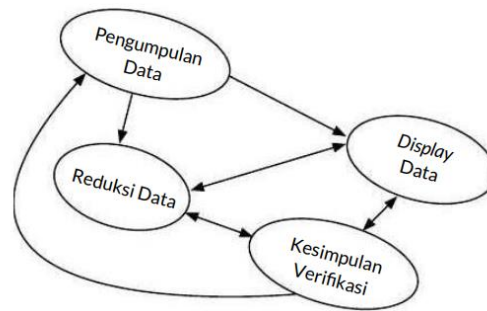 Pengumpulan
Data
Display
Data
Reduksi Data
Kesimpulan
Verifikasi